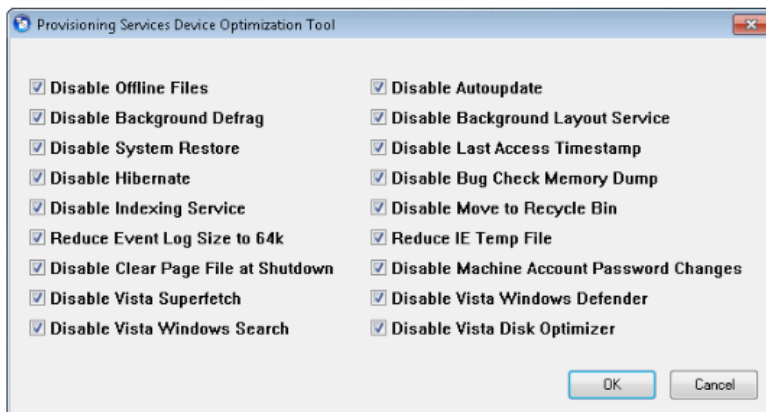 Provisioning Services Device Optimization Tool
Disable Offline Files
Disable Background Defrag
Disable System Restore
Disable Hibernate
Disable Indexing Service
Reduce Event Log Size to 64k
Disable Clear Page File at Shutdown
Disable Vista Superfetch
Disable Vista Windows Search
Disable Autoupdate
Disable Background Layout Service
Disable Last Access Timestamp
Disable Bug Check Memory Dump
Disable Move to Recycle Bin
Reduce IE Temp File
Disable Machine Account Password Changes
Disable Vista Windows Defender
Disable Vista Disk Optimizer
OK
Cancel